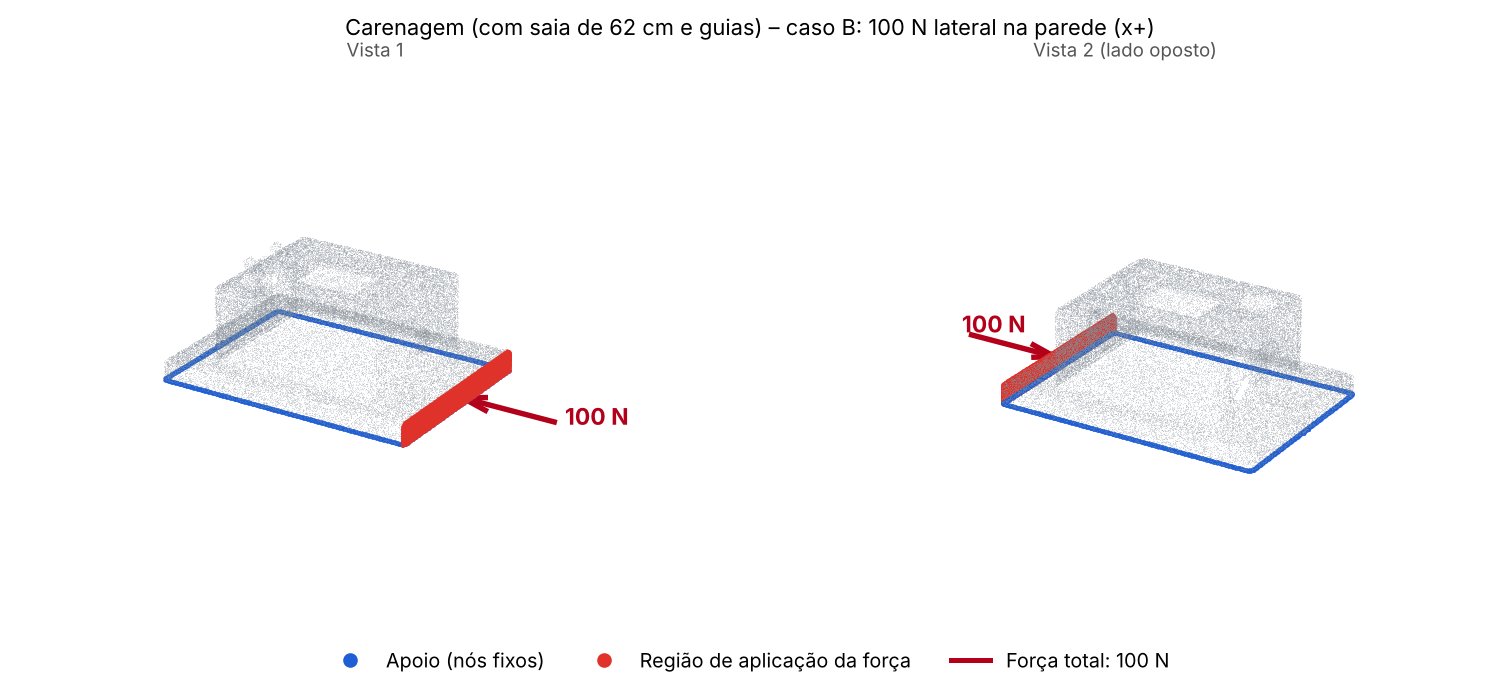 Carenagem (com saia de 62 cm e guias) – caso B: 100 N lateral na parede (x+)
Vista 1
Vista 2 (lado oposto)
100 N
100 N
Apoio (nós fixos)
Região de aplicação da força
Força total: 100 N